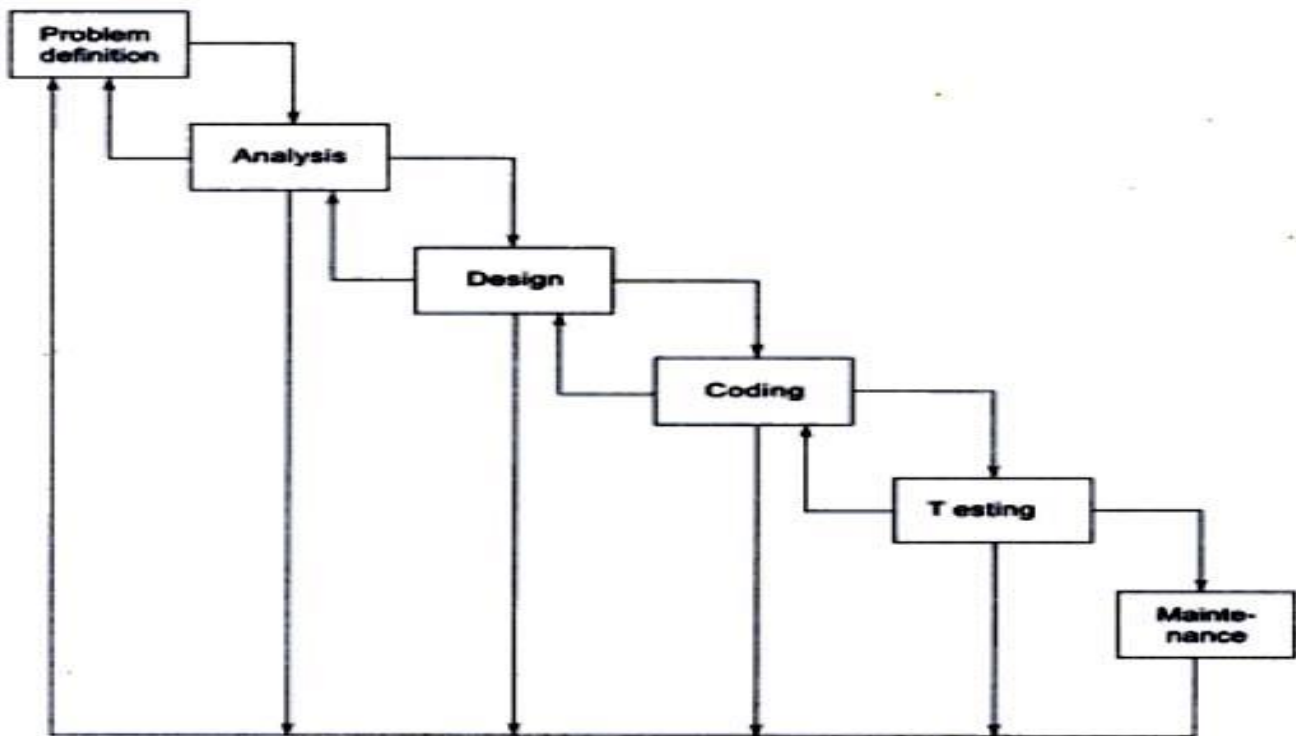 Problem
definition
Analysis
Design
Coding
T esting
Mainte-
nance